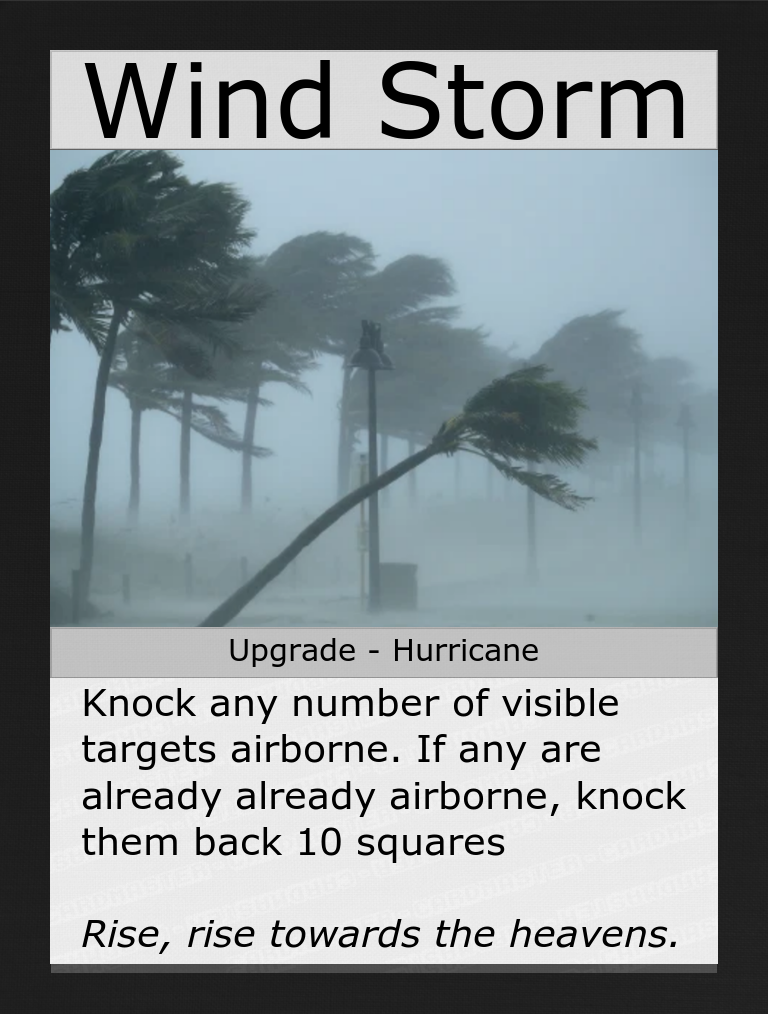 Wind Storm
Upgrade - Hurricane
Knock any number of visible
targets airborne. If any are
already already airborne, knock
them back 10 squares
Rise, rise towards the heavens.